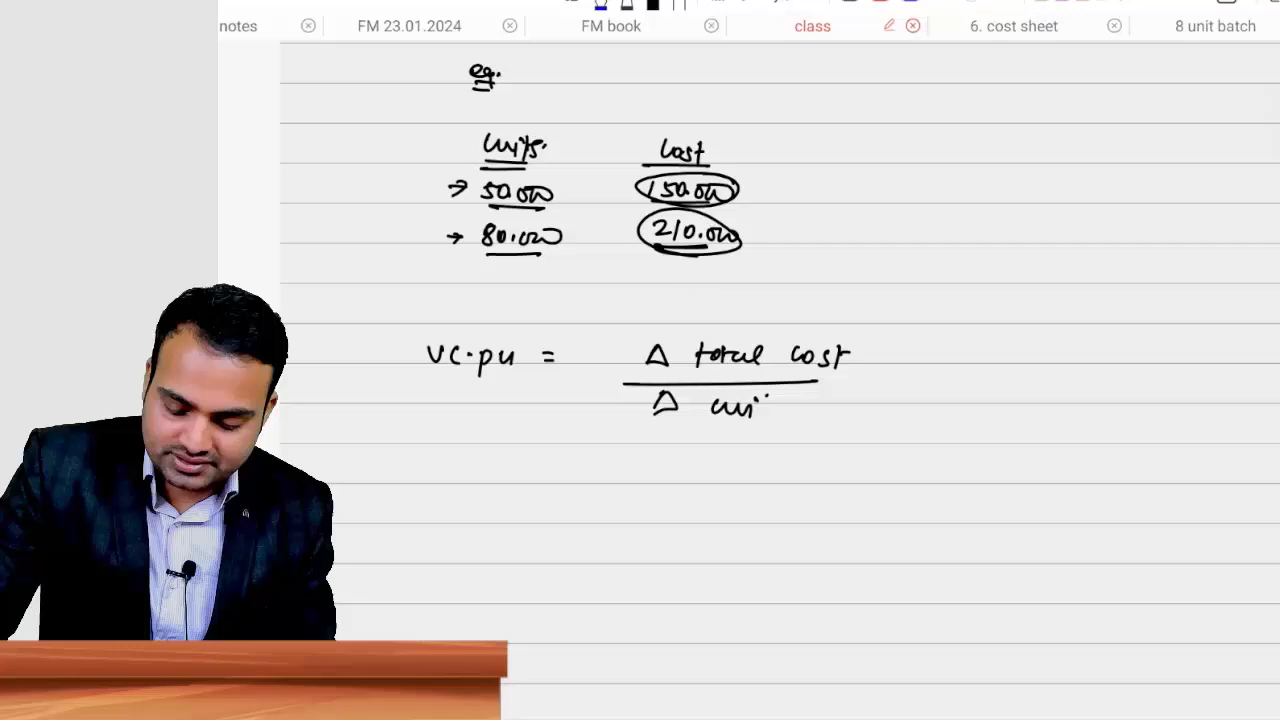 notes FM 23.01.2024 FM book class 6. cost sheet 8 unit batch
eg.
Units. Cost
→ 50.000 150.000
→ 80.000 210.000
VC.pu = Δ total cost
Δ uni